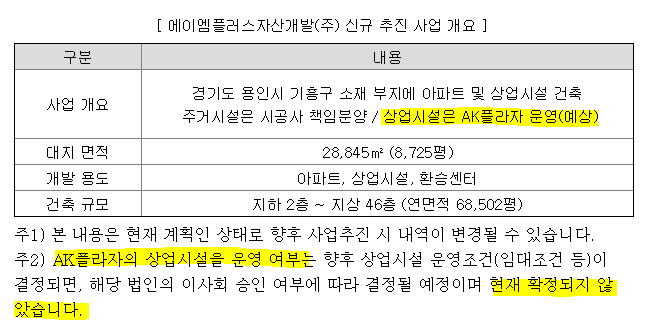 [ 에이엠플러스자산개발(주) 신규 추진 사업 개요 ]
구분 내용
사업 개요 경기도 용인시 기흥구 소재 부지에 아파트 및 상업시설 건축
주거시설은 시공사 책임분양 / 상업시설은 AK플라자 운영(예상)
대지 면적 28,845㎡ (8,725평)
개발 용도 아파트, 상업시설, 환승센터
건축 규모 지하 2층 ~ 지상 46층 (연면적 68,502평)
주1) 본 내용은 현재 계획인 상태로 향후 사업추진 시 내역이 변경될 수 있습니다.
주2) AK플라자의 상업시설을 운영 여부는 향후 상업시설 운영조건(임대조건 등)이
결정되면, 해당 법인의 이사회 승인 여부에 따라 결정될 예정이며 현재 확정되지 않
았습니다.